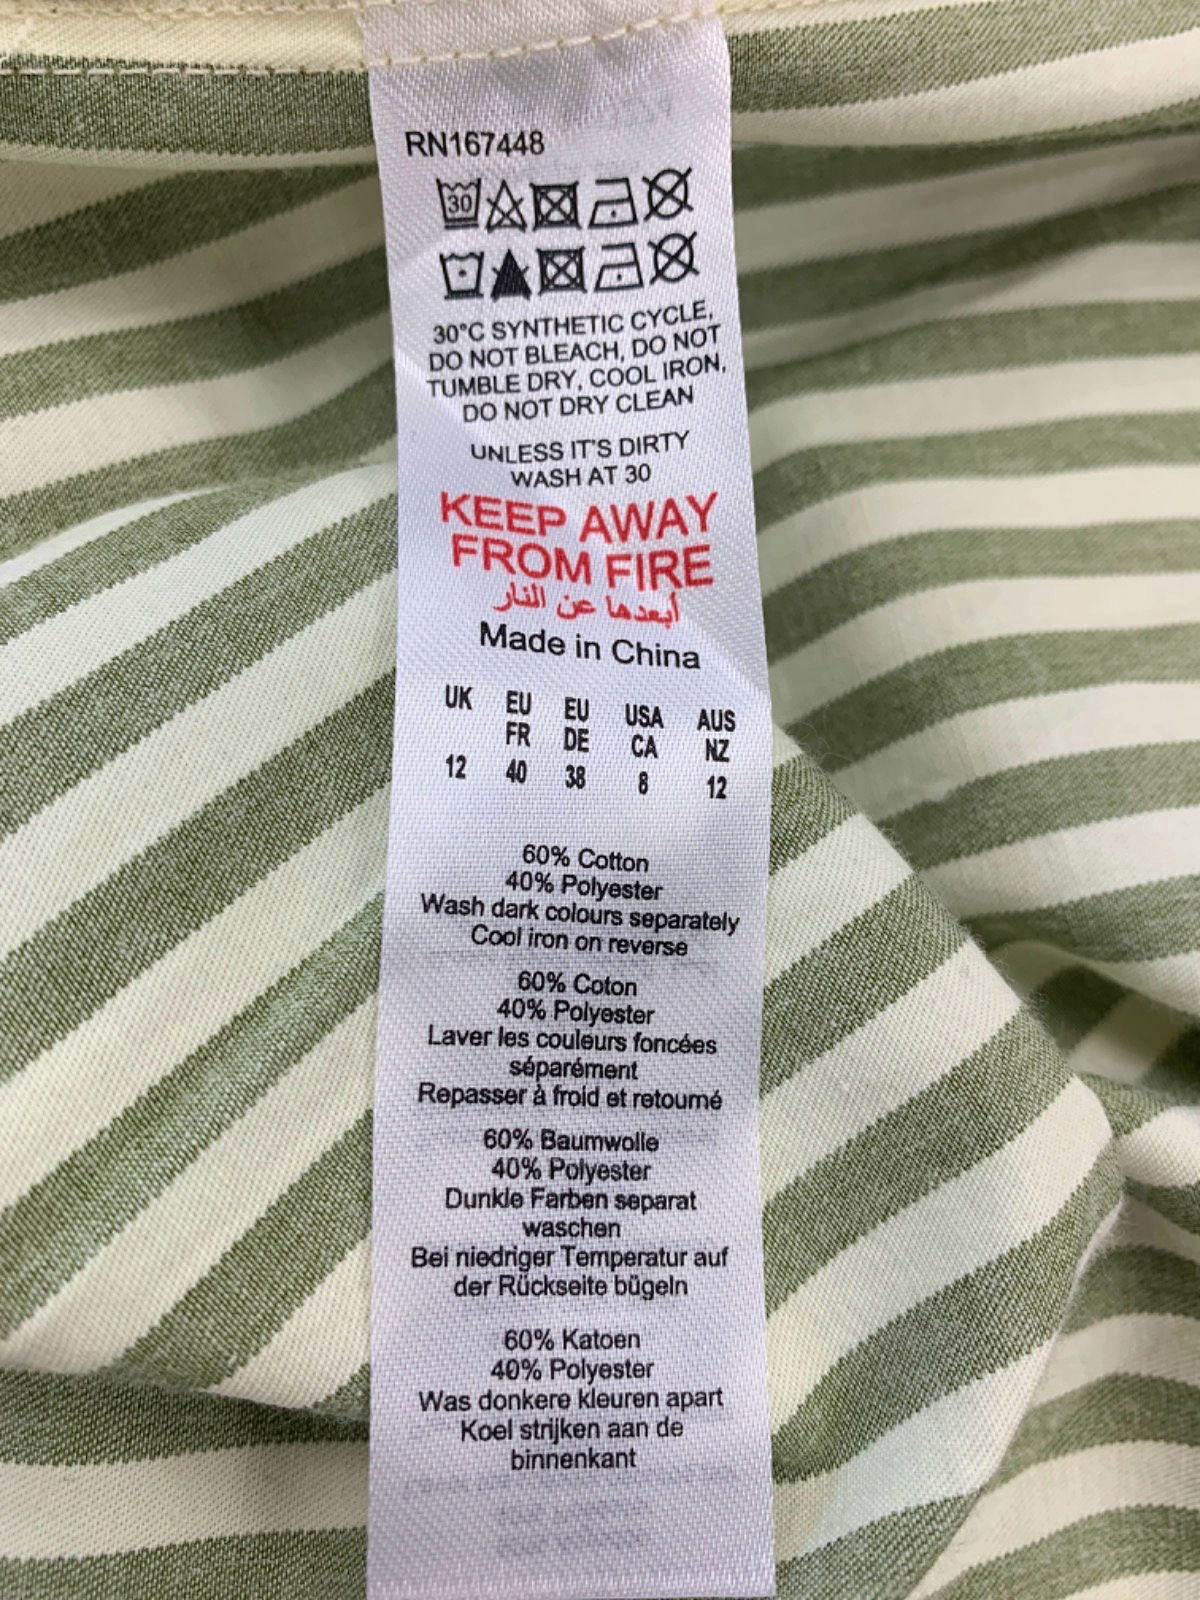 RN167448
30
30°C SYNTHETIC CYCLE,
DO NOT BLEACH, DO NOT
TUMBLE DRY, COOL IRON,
DO NOT DRY CLEAN
UNLESS IT'S DIRTY
WASH AT 30
KEEP AWAY
FROM FIRE
أبعدها عن النار
Made in China
UK EU EU USA AUS
FR DE CA NZ
12 40 38 8 12
60% Cotton
40% Polyester
Wash dark colours separately
Cool iron on reverse
60% Coton
40% Polyester
Laver les couleurs foncées
séparément
Repasser à froid et retourné
60% Baumwolle
40% Polyester
Dunkle Farben separat
waschen
Bei niedriger Temperatur auf
der Rückseite bügeln
60% Katoen
40% Polyester
Was donkere kleuren apart
Koel strijken aan de
binnenkant